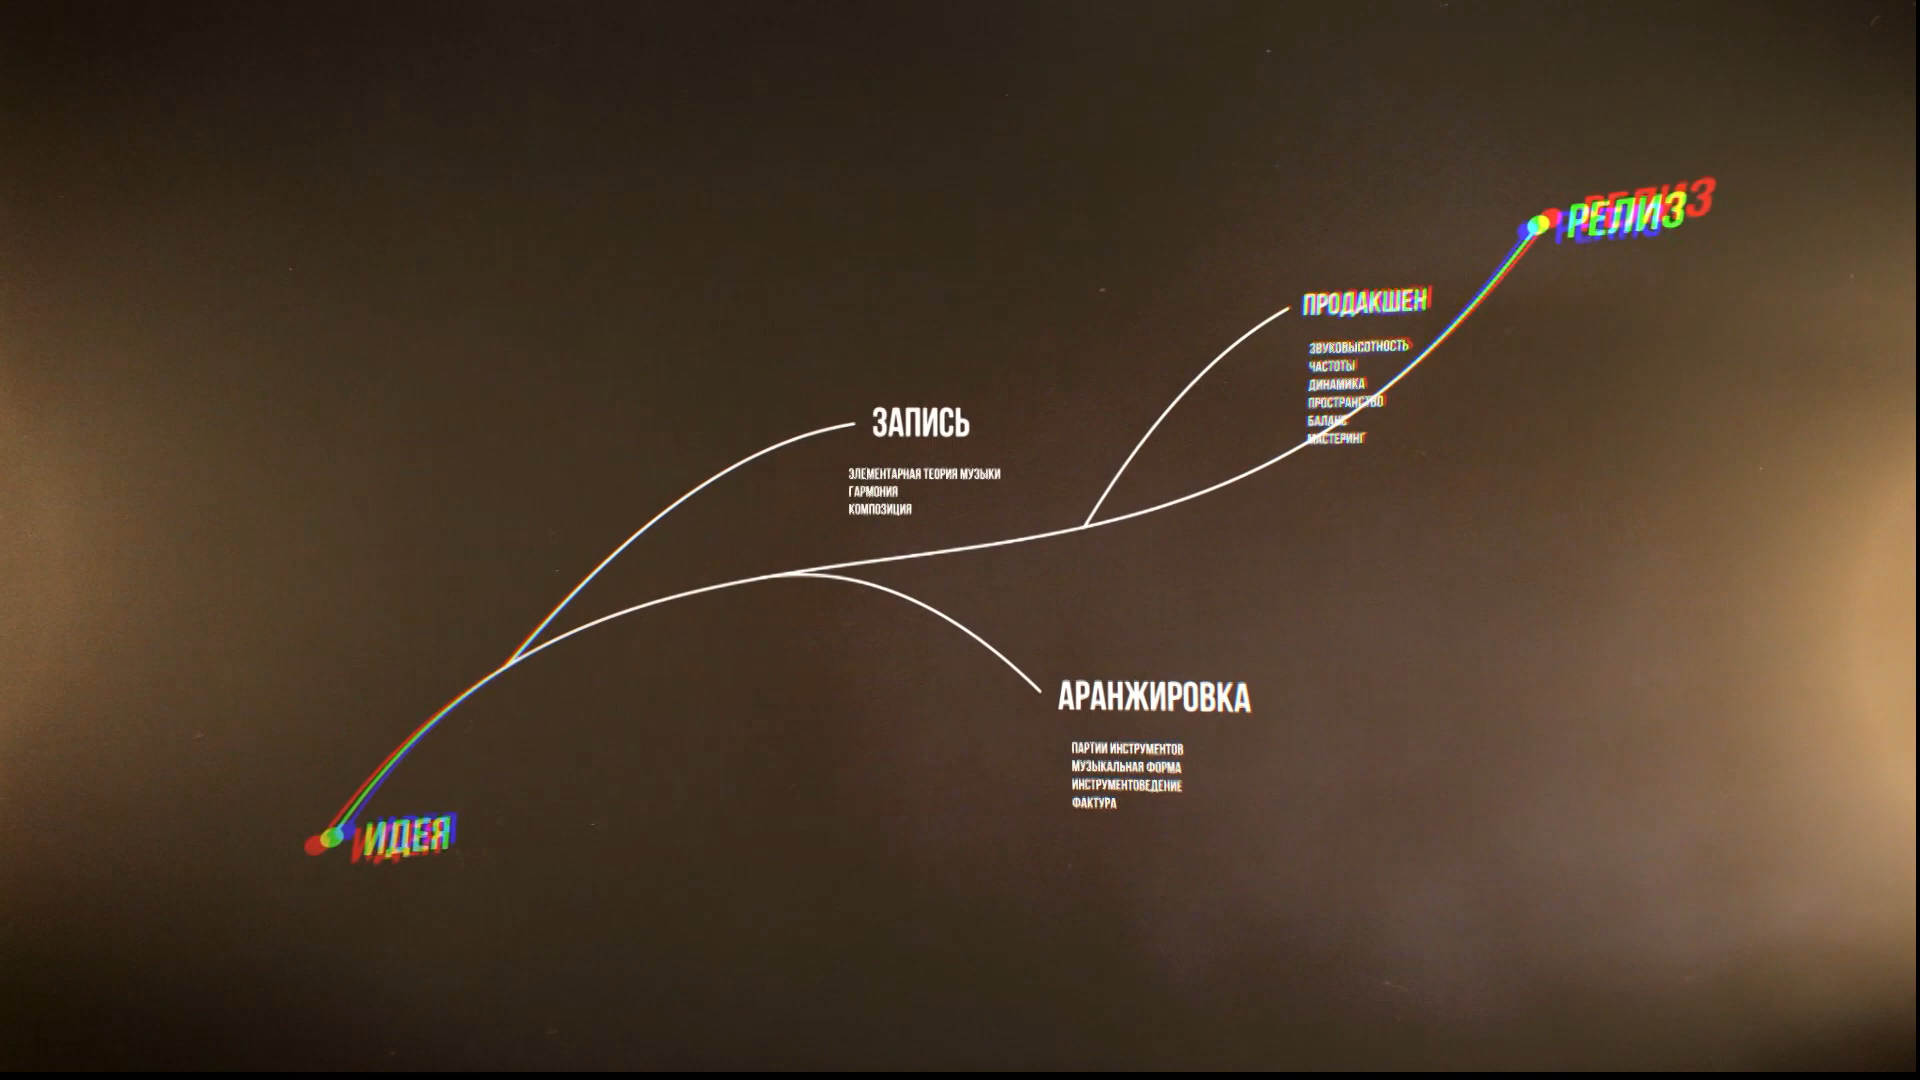 РЕЛИЗ
ПРОДАКШЕН
ЗВУКОВЫСОТНОСТЬ
ЧАСТОТЫ
ДИНАМИКА
ПРОСТРАНСТВО
БАЛАНС
МАСТЕРИНГ
ЗАПИСЬ
ЭЛЕМЕНТАРНАЯ ТЕОРИЯ МУЗЫКИ
ГАРМОНИЯ
КОМПОЗИЦИЯ
АРАНЖИРОВКА
ПАРТИИ ИНСТРУМЕНТОВ
МУЗЫКАЛЬНАЯ ФОРМА
ИНСТРУМЕНТОВЕДЕНИЕ
ФАКТУРА
ИДЕЯ